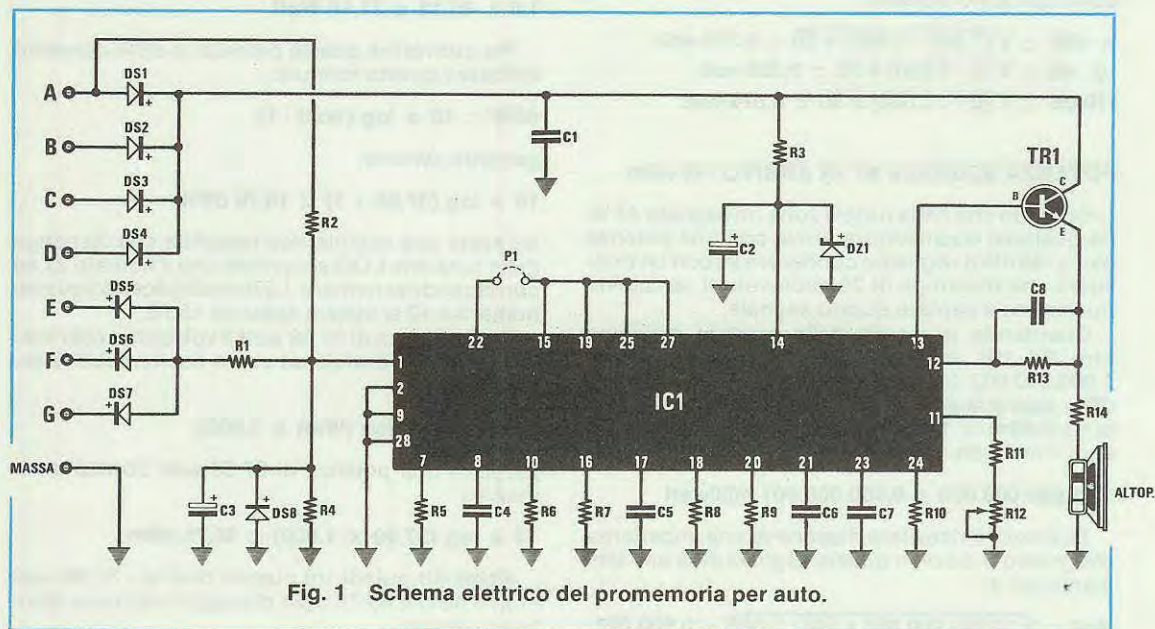 A
B
C
D
E
F
G
MASSA
DS1
+
DS2
+
DS3
+
DS4
+
+
DS5
+
DS6
+
DS7
R1
R2
C1
R3
TR1
B
C
E
C2
DZ1
C8
P1
22 15 19 25 27 14 13
1
2
9
28
IC1
12
11
R13
R14
R11
R12
ALTOP.
7 8 10 16 17 18 20 21 23 24
C3
DS8
R4
R5
C4
R6
R7
C5
R8
R9
C6
C7
R10
Fig. 1 Schema elettrico del promemoria per auto.